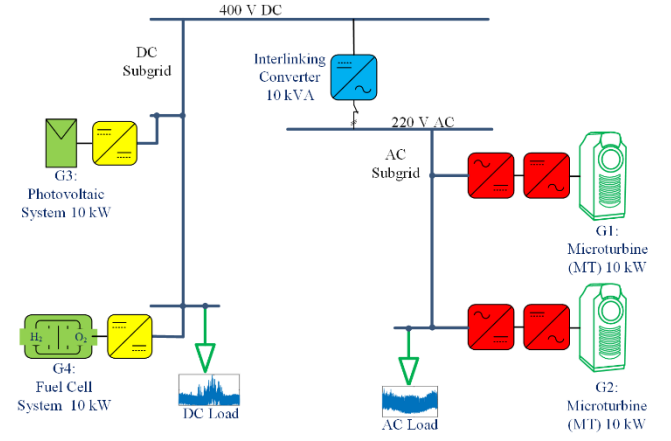 400 V DC
DC
Subgrid
Interlinking
Converter
10 kVA
220 V AC
AC
Subgrid
G3:
Photovoltaic
System 10 kW
G1:
Microturbine
(MT) 10 kW
H₂
O₂
G4:
Fuel Cell
System 10 kW
DC Load
AC Load
G2:
Microturbine
(MT) 10 kW